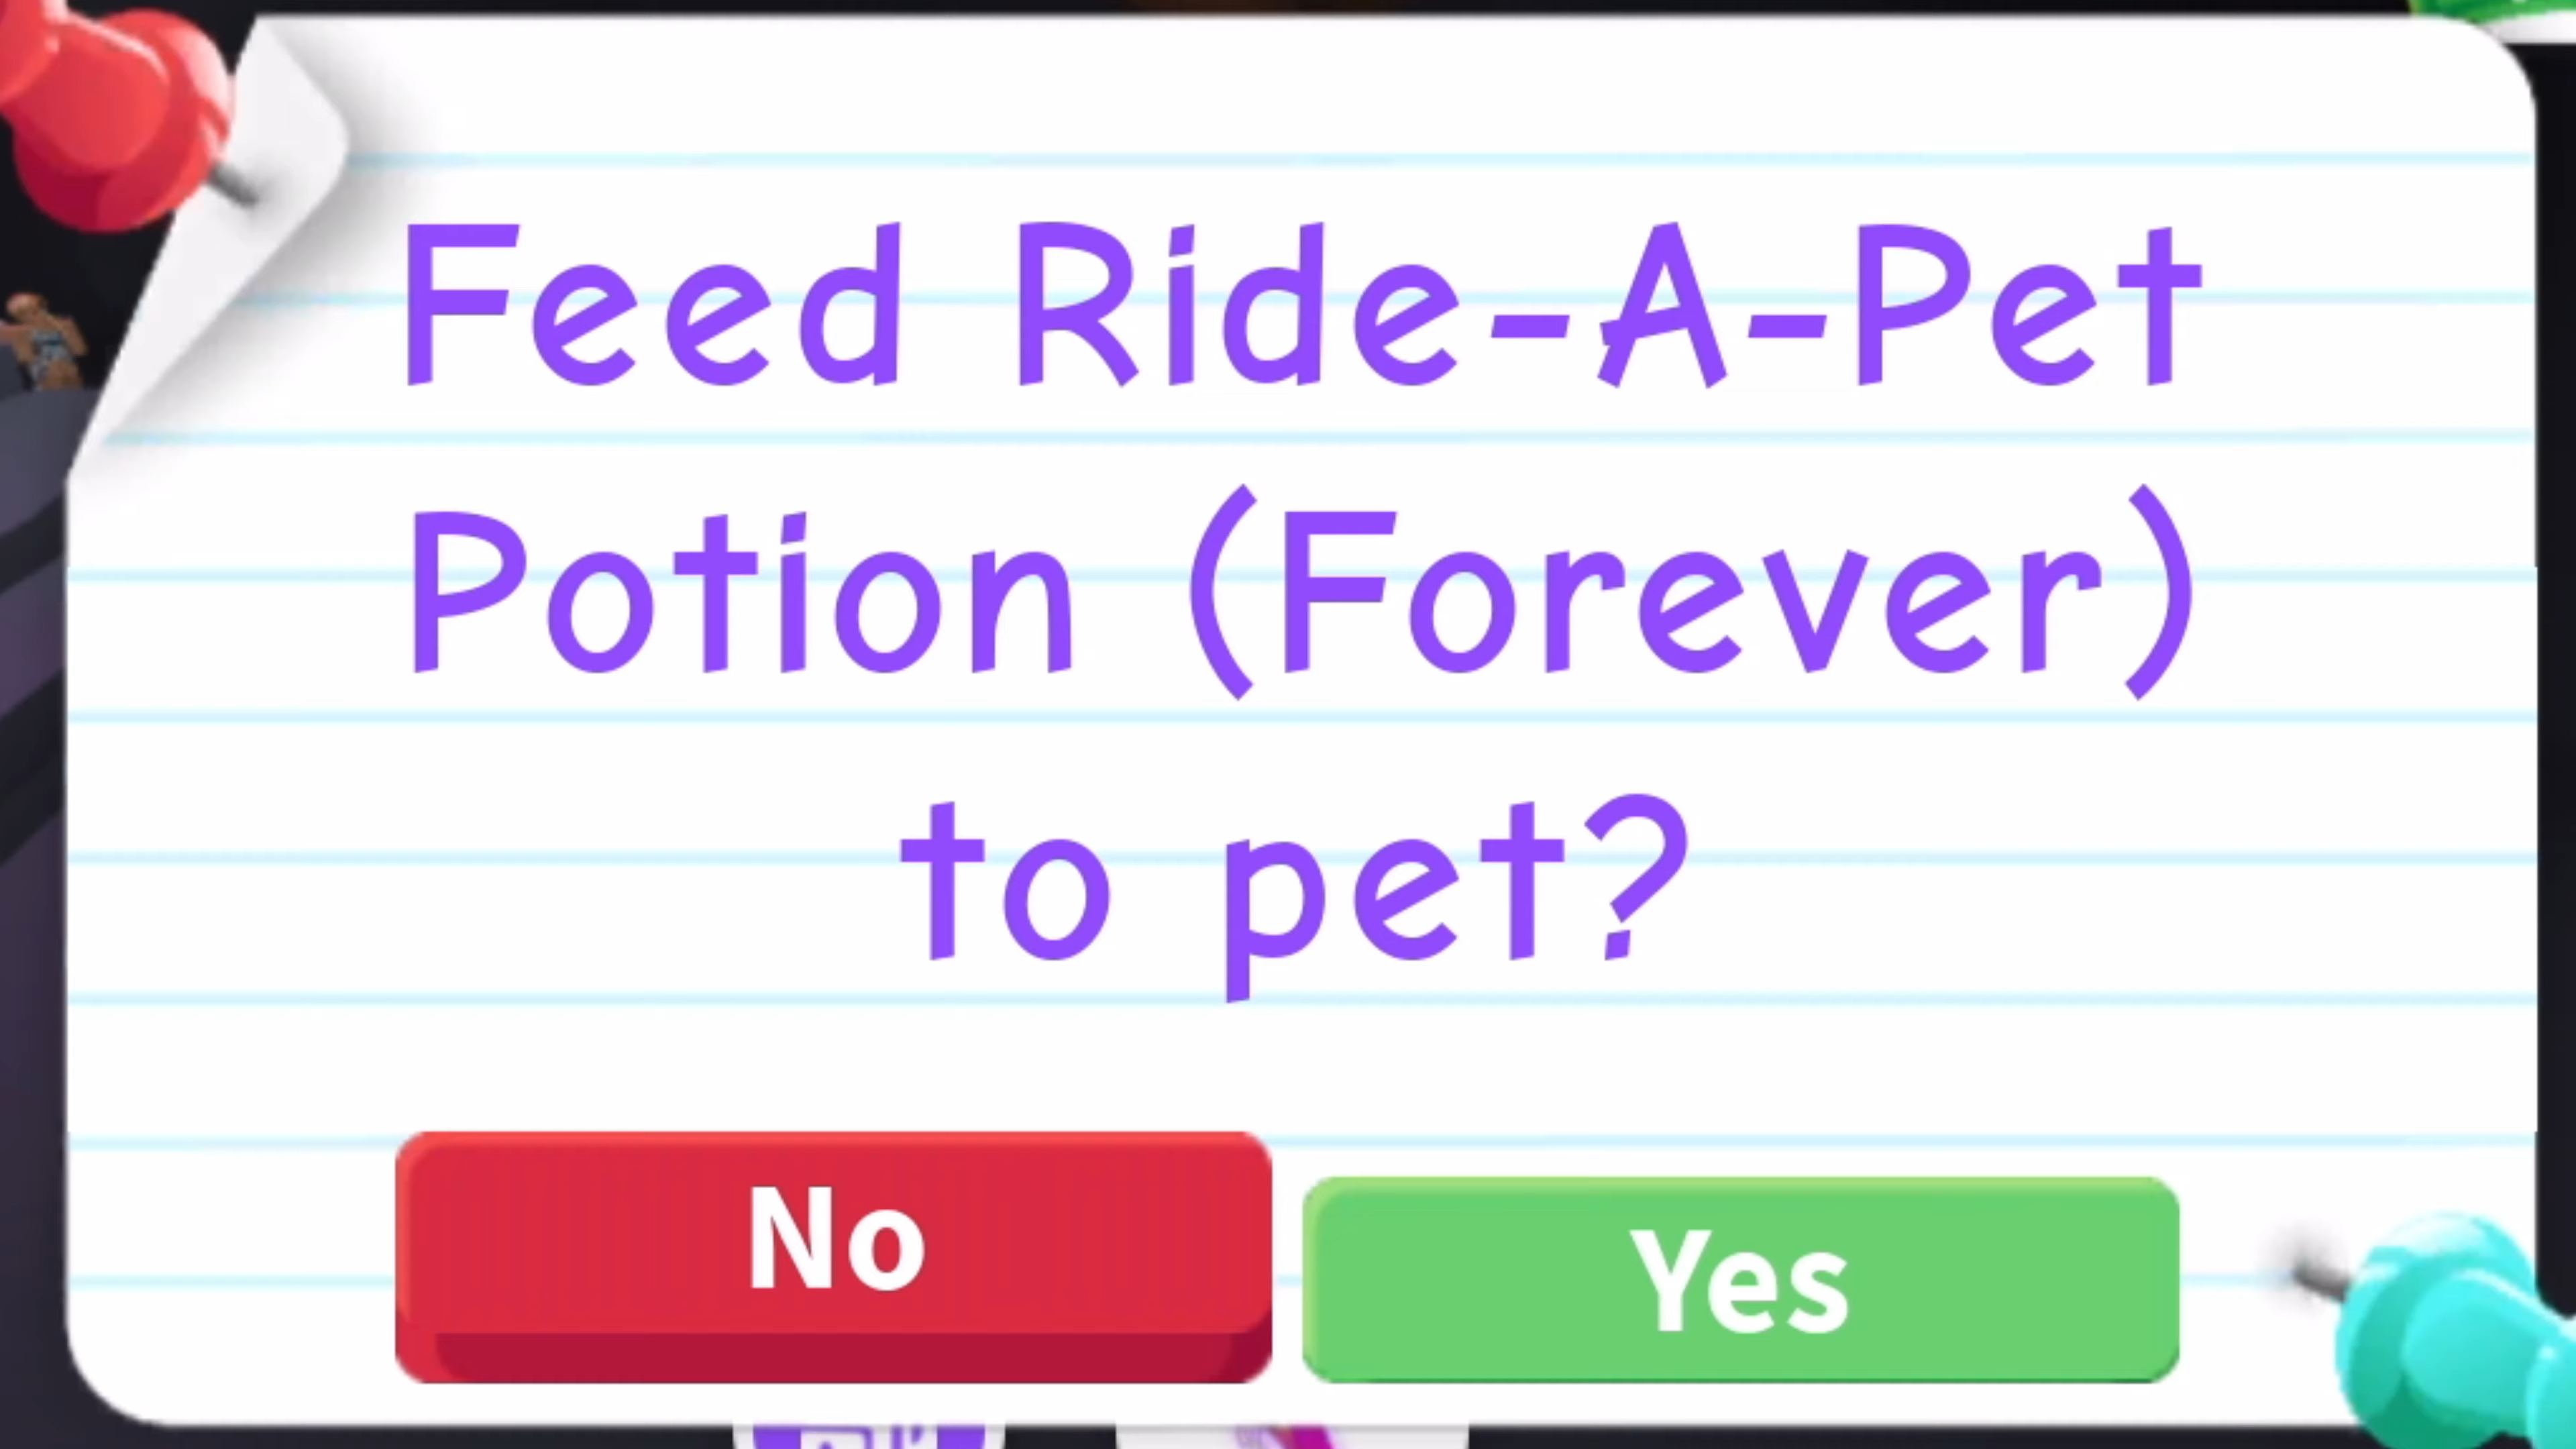 Feed Ride-A-Pet
Potion (Forever)
to pet?
No
Yes